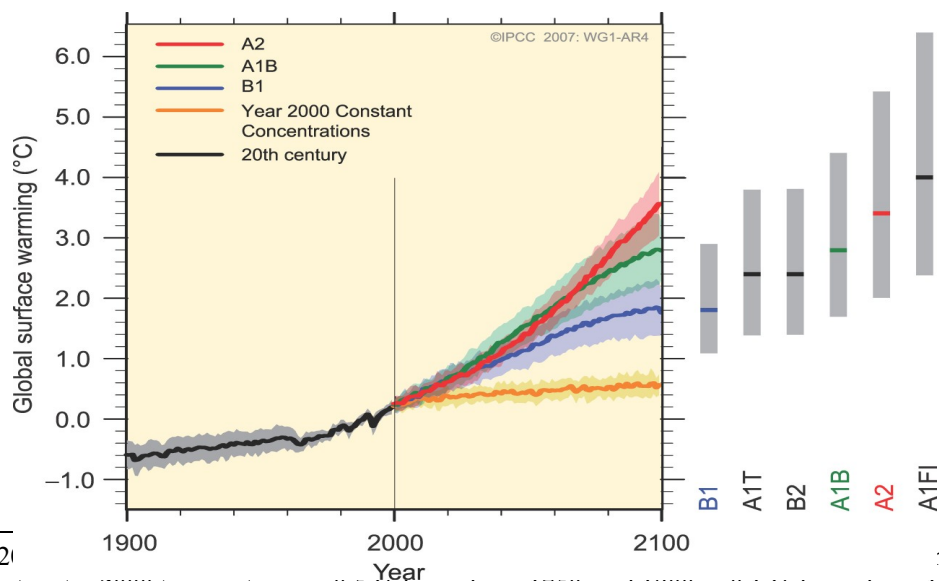 ©IPCC 2007: WG1-AR4
A2
A1B
B1
Year 2000 Constant
Concentrations
20th century
Global surface warming (°C)
6.0
5.0
4.0
3.0
2.0
1.0
0.0
−1.0
1900
2000
2100
Year
B1
A1T
B2
A1B
A2
A1FI